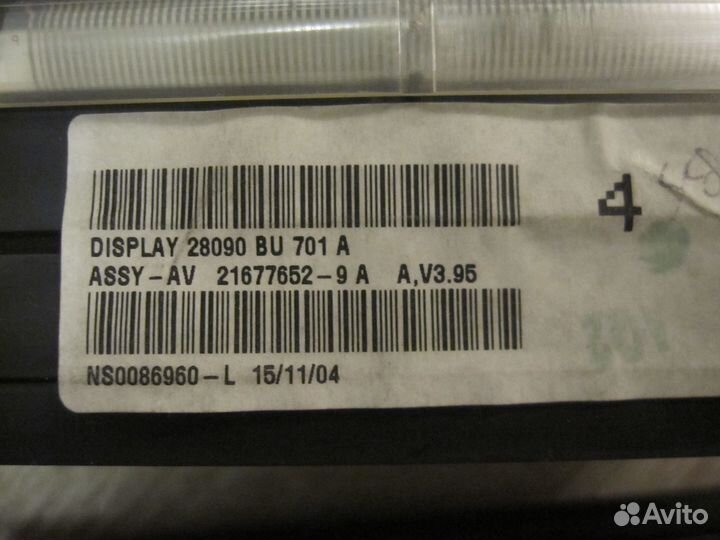 DISPLAY 28090 BU 701 A
ASSY-AV 21677652-9 A A,V3.95
NS0086960-L 15/11/04
4
Avito